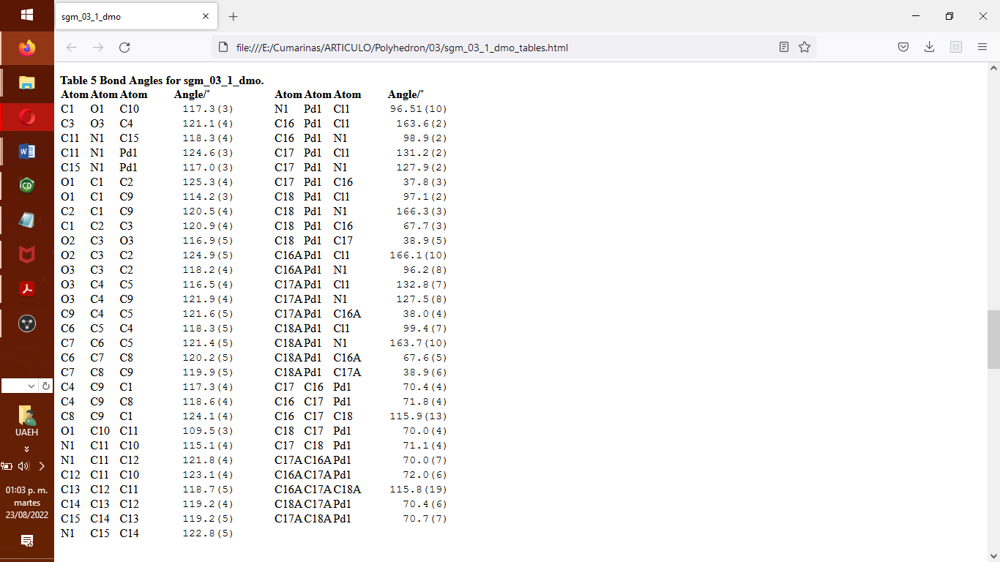 sgm_03_1_dmo
file:///E:/Cumarinas/ARTICULO/Polyhedron/03/sgm_03_1_dmo_tables.html
Table 5 Bond Angles for sgm_03_1_dmo.
Atom Atom Atom Angle/˚ Atom Atom Atom Angle/˚
C1 O1 C10 117.3(3) N1 Pd1 Cl1 96.51(10)
C3 O3 C4 121.1(4) C16 Pd1 Cl1 163.6(2)
C11 N1 C15 118.3(4) C16 Pd1 N1 98.9(2)
C11 N1 Pd1 124.6(3) C17 Pd1 Cl1 131.2(2)
C15 N1 Pd1 117.0(3) C17 Pd1 N1 127.9(2)
O1 C1 C2 125.3(4) C17 Pd1 C16 37.8(3)
O1 C1 C9 114.2(3) C18 Pd1 Cl1 97.1(2)
C2 C1 C9 120.5(4) C18 Pd1 N1 166.3(3)
C1 C2 C3 120.9(4) C18 Pd1 C16 67.7(3)
O2 C3 O3 116.9(5) C18 Pd1 C17 38.9(5)
O2 C3 C2 124.9(5) C16A Pd1 Cl1 166.1(10)
O3 C3 C2 118.2(4) C16A Pd1 N1 96.2(8)
O3 C4 C5 116.5(4) C17A Pd1 Cl1 132.8(7)
O3 C4 C9 121.9(4) C17A Pd1 N1 127.5(8)
C9 C4 C5 121.6(5) C17A Pd1 C16A 38.0(4)
C6 C5 C4 118.3(5) C18A Pd1 Cl1 99.4(7)
C7 C6 C5 121.4(5) C18A Pd1 N1 163.7(10)
C6 C7 C8 120.2(5) C18A Pd1 C16A 67.6(5)
C7 C8 C9 119.9(5) C18A Pd1 C17A 38.9(6)
C4 C9 C1 117.3(4) C17 C16 Pd1 70.4(4)
C4 C9 C8 118.6(4) C16 C17 Pd1 71.8(4)
C8 C9 C1 124.1(4) C16 C17 C18 115.9(13)
O1 C10 C11 109.5(3) C18 C17 Pd1 70.0(4)
N1 C11 C10 115.1(4) C17 C18 Pd1 71.1(4)
N1 C11 C12 121.8(4) C17A C16A Pd1 70.0(7)
C12 C11 C10 123.1(4) C16A C17A Pd1 72.0(6)
C13 C12 C11 118.7(5) C16A C17A C18A 115.8(19)
C14 C13 C12 119.2(4) C18A C17A Pd1 70.4(6)
C15 C14 C13 119.2(5) C17A C18A Pd1 70.7(7)
N1 C15 C14 122.8(5)
W
CD
UAEH
01:03 p. m.
martes
23/08/2022